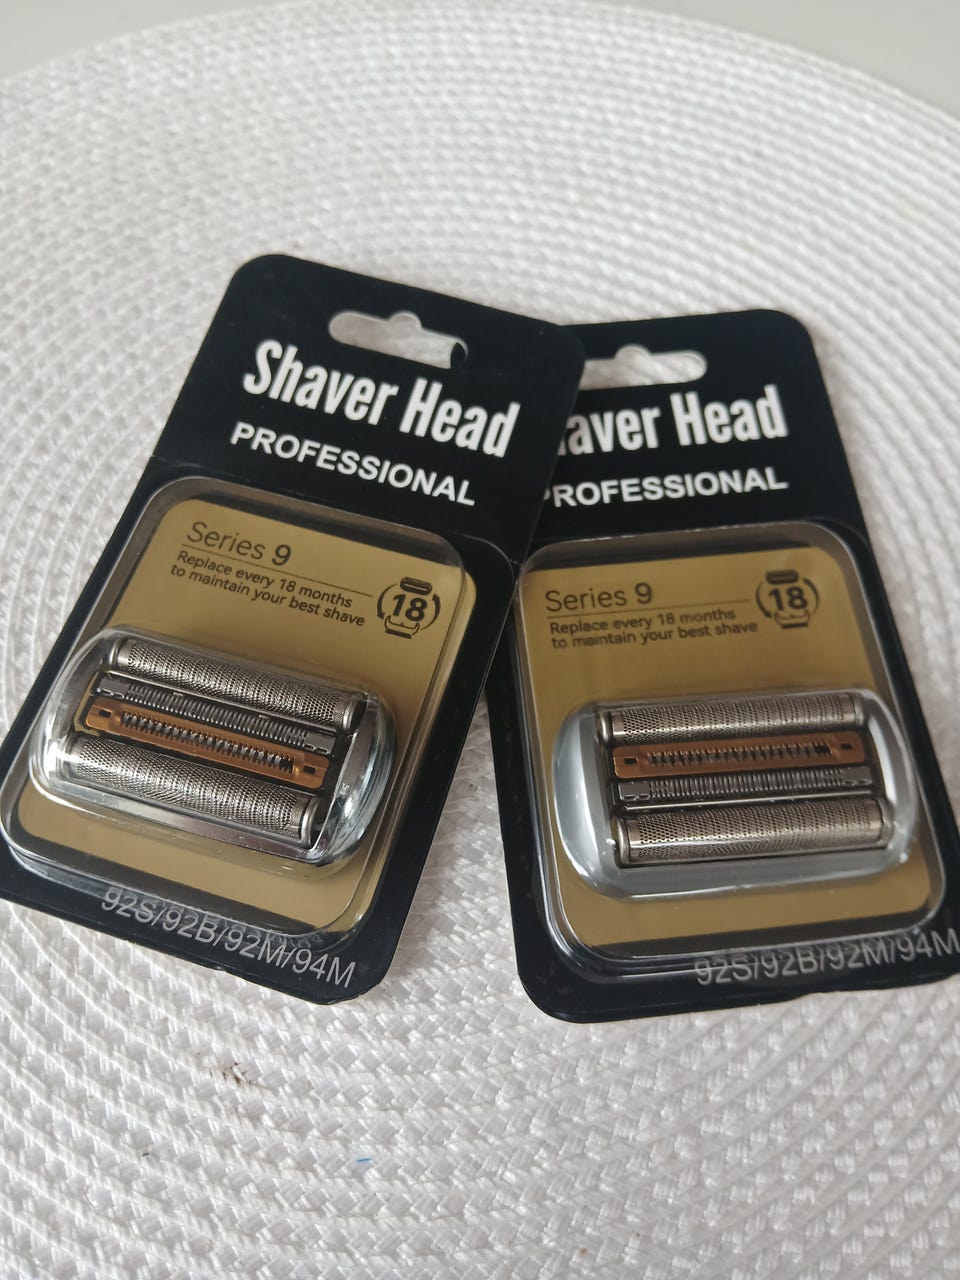 Shaver Head
PROFESSIONAL
Series 9
Replace every 18 months
to maintain your best shave
18
92S/92B/92M/94M
haver Head
PROFESSIONAL
Series 9
Replace every 18 months
to maintain your best shave
18
92S/92B/92M/94M